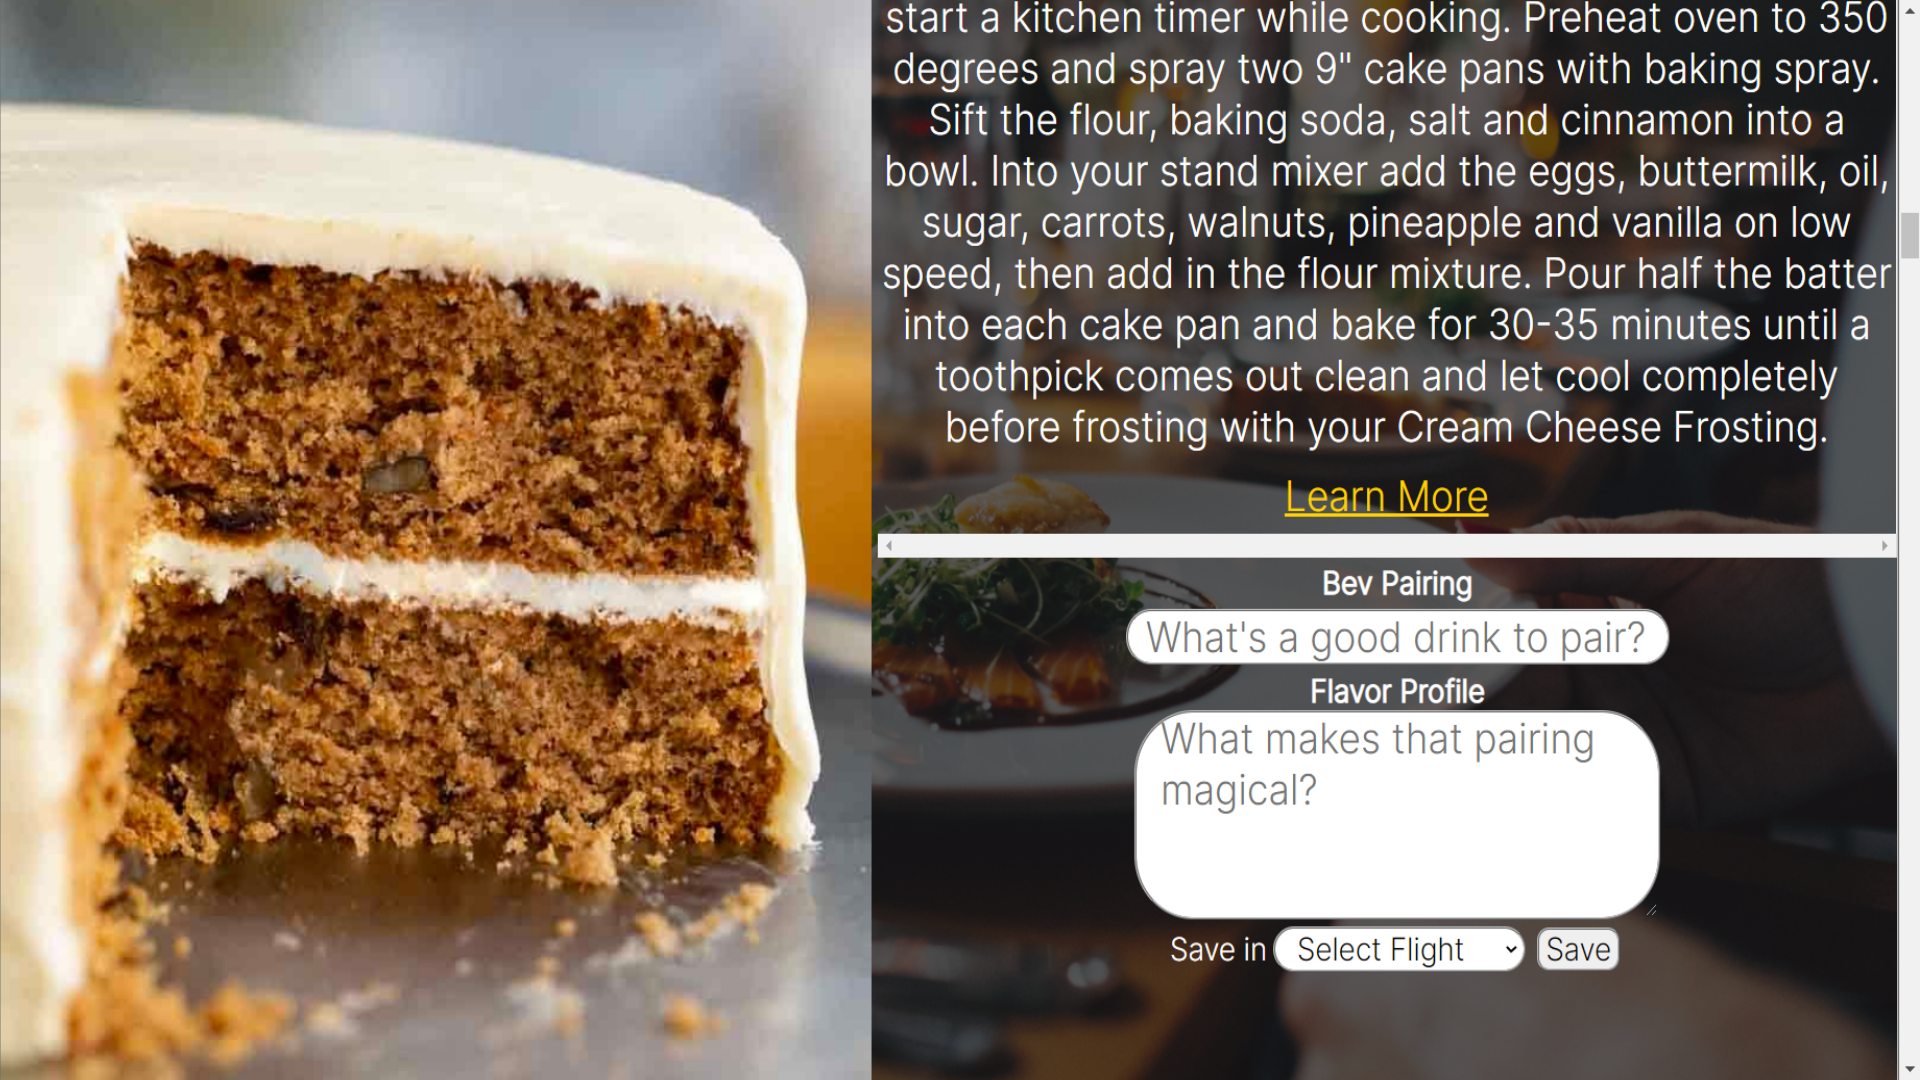 start a kitchen timer while cooking. Preheat oven to 350
degrees and spray two 9" cake pans with baking spray.
Sift the flour, baking soda, salt and cinnamon into a
bowl. Into your stand mixer add the eggs, buttermilk, oil,
sugar, carrots, walnuts, pineapple and vanilla on low
speed, then add in the flour mixture. Pour half the batter
into each cake pan and bake for 30-35 minutes until a
toothpick comes out clean and let cool completely
before frosting with your Cream Cheese Frosting.
Learn More
Bev Pairing
What's a good drink to pair?
Flavor Profile
What makes that pairing
magical?
Save in Select Flight Save